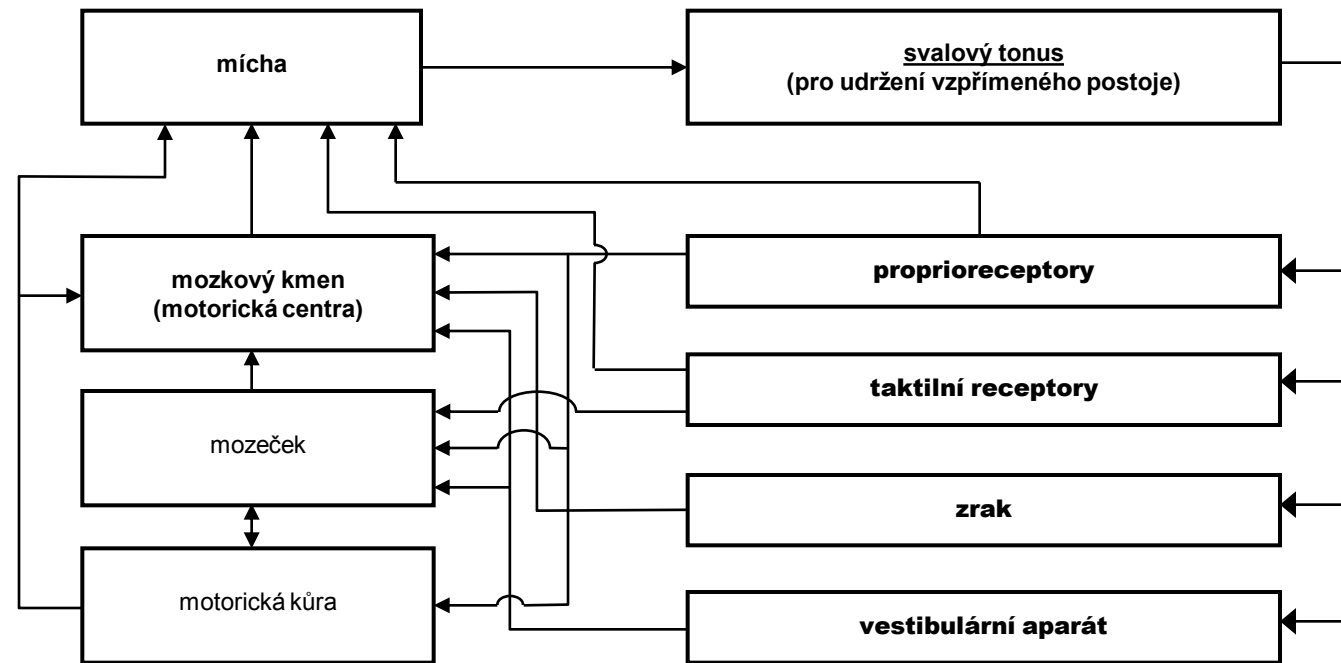 mícha
svalový tonus
(pro udržení vzpřímeného postoje)
mozkový kmen
(motorická centra)
proprioreceptory
taktilní receptory
mozeček
zrak
motorická kůra
vestibulární aparát